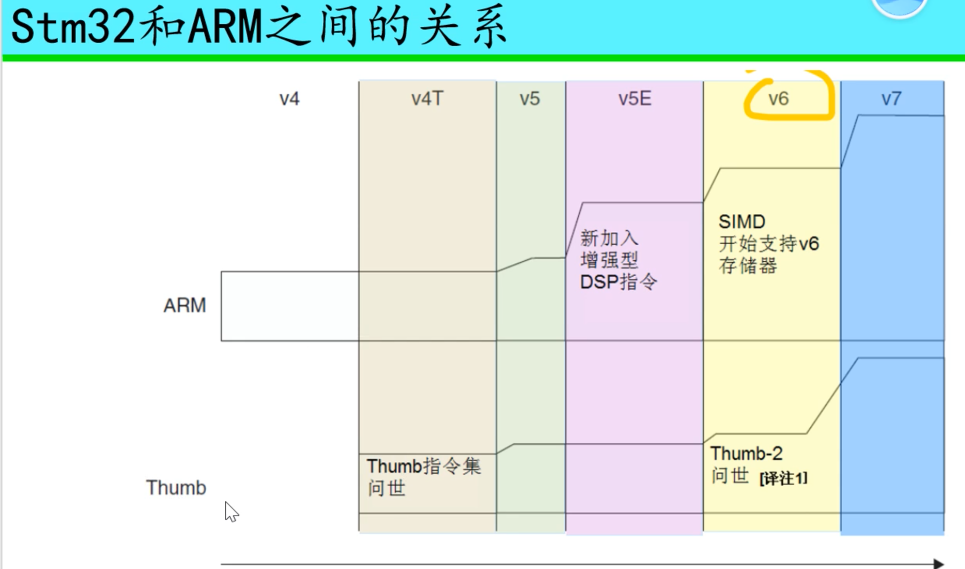 Stm32和ARM之间的关系
v4
v4T
v5
v5E
v6
v7
新加入
增强型
DSP指令
SIMD
开始支持v6
存储器
ARM
Thumb指令集
问世
Thumb-2
问世 [译注1]
Thumb